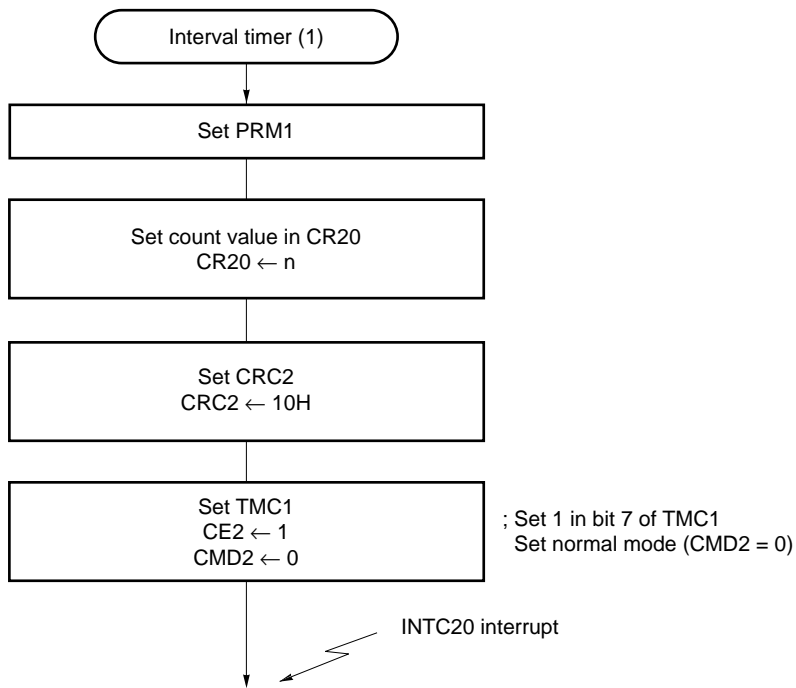 Interval timer (1)
Set PRM1
Set count value in CR20
CR20 ← n
Set CRC2
CRC2 ← 10H
Set TMC1
CE2 ← 1
CMD2 ← 0
; Set 1 in bit 7 of TMC1
Set normal mode (CMD2 = 0)
INTC20 interrupt